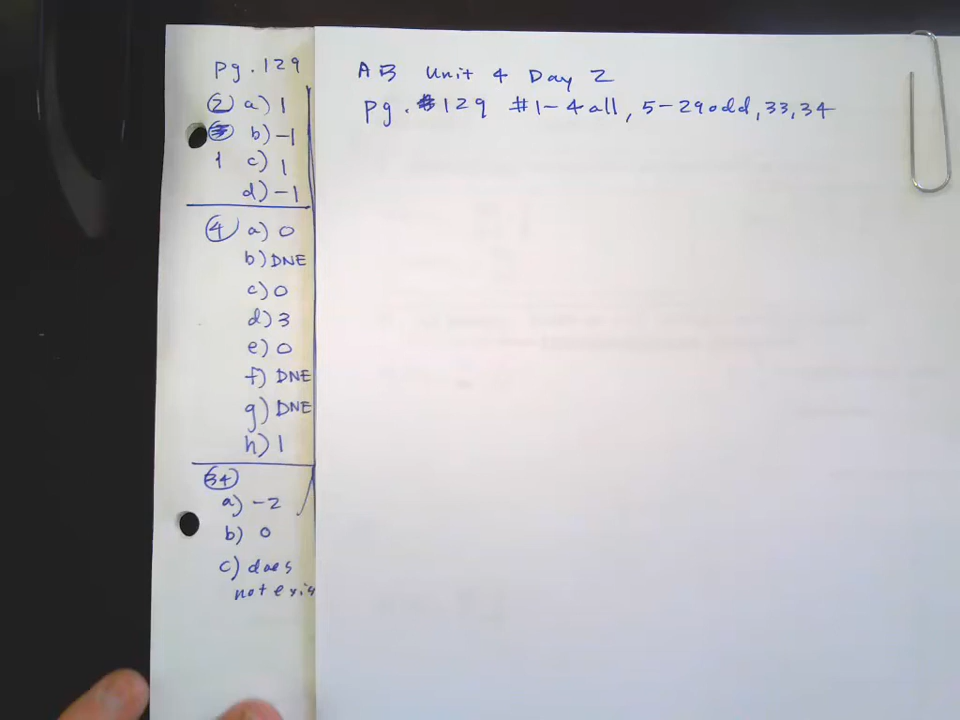 pg. 129
② a) 1
b) -1
1 c) 1
d) -1
④ a) 0
b) DNE
c) 0
d) 3
e) 0
f) DNE
g) DNE
h) 1
34
a) -2
b) 0
c) does
not exis
AB Unit 4 Day 2
pg. 129 #1-4 all, 5-29 odd, 33, 34